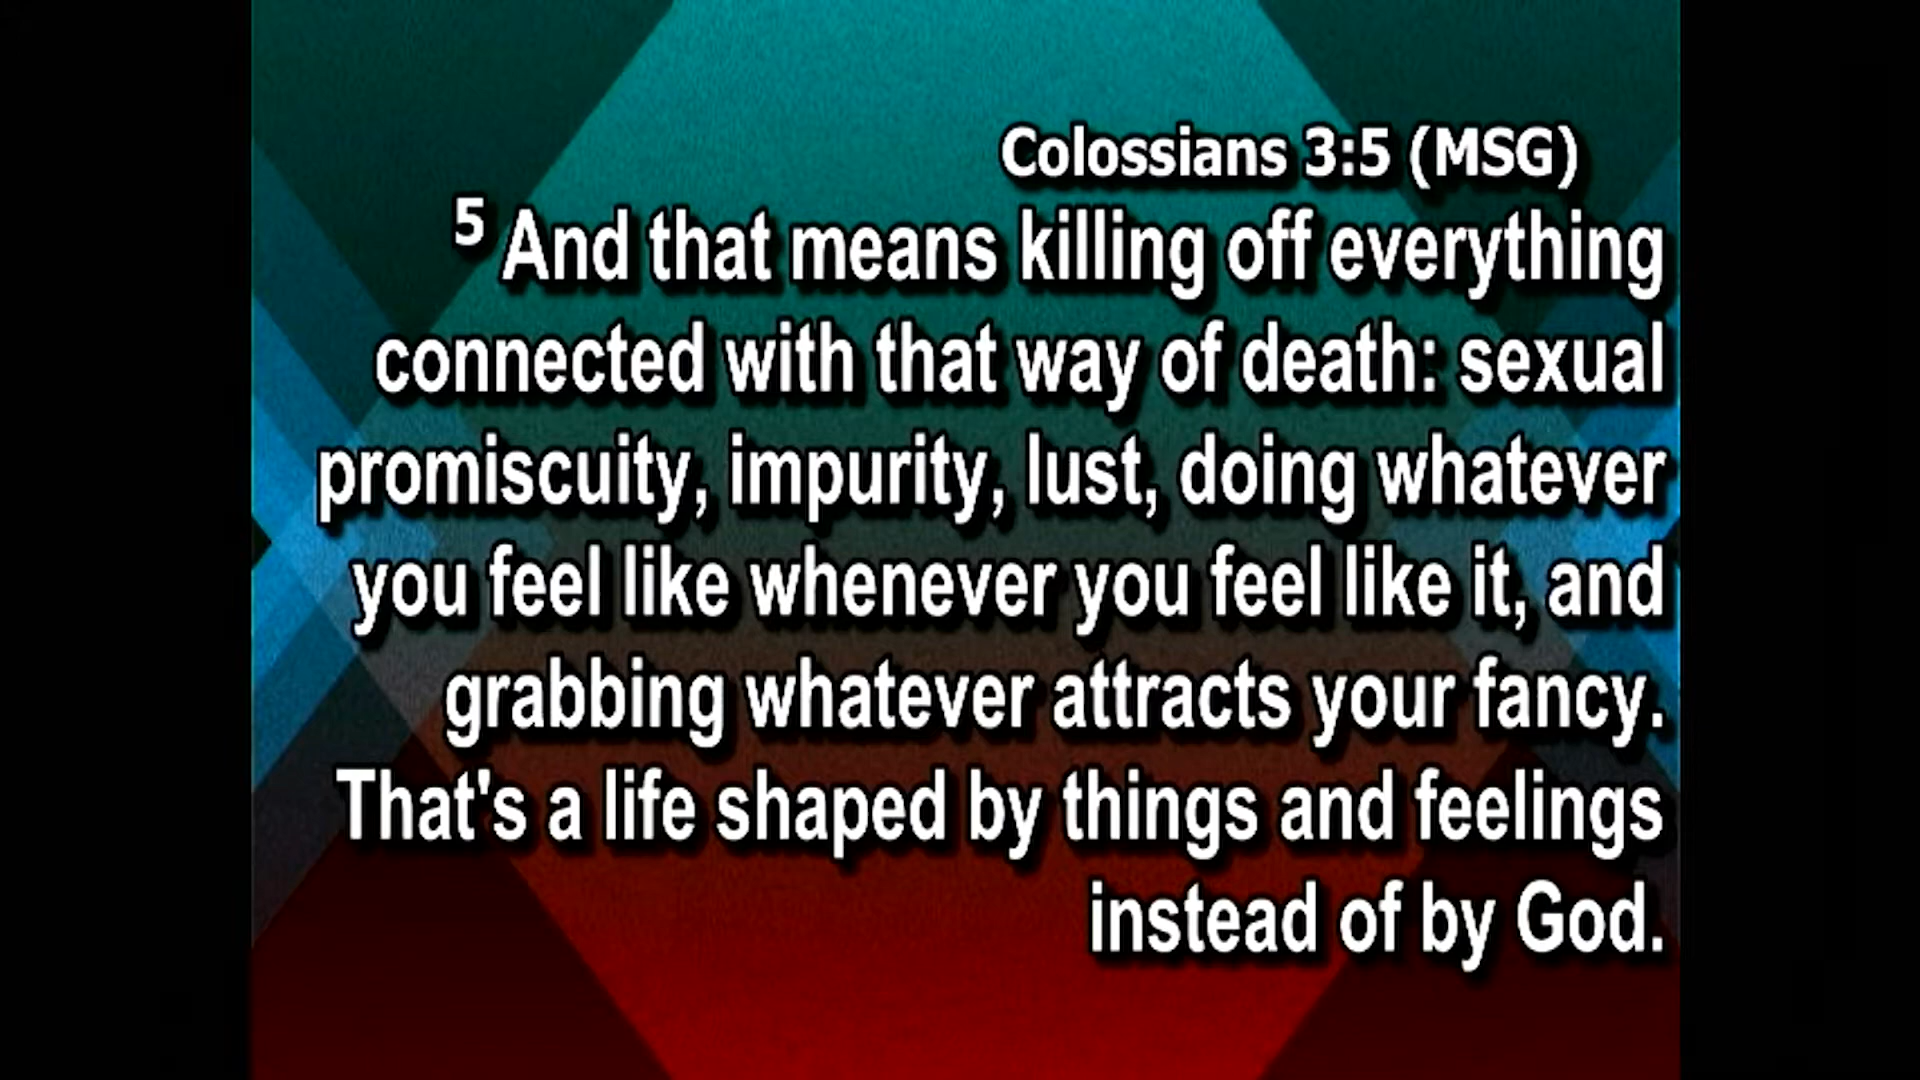 Colossians 3:5 (MSG)
5 And that means killing off everything
connected with that way of death: sexual
promiscuity, impurity, lust, doing whatever
you feel like whenever you feel like it, and
grabbing whatever attracts your fancy.
That's a life shaped by things and feelings
instead of by God.